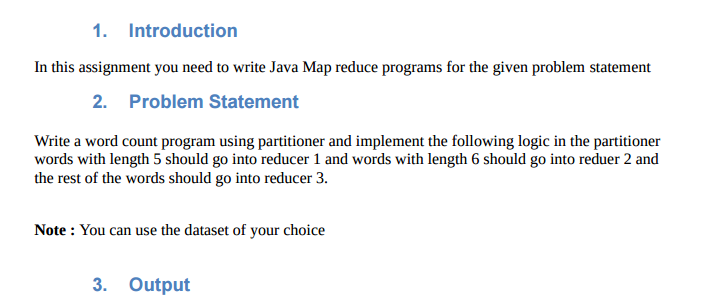 1. Introduction
In this assignment you need to write Java Map reduce programs for the given problem statement
2. Problem Statement
Write a word count program using partitioner and implement the following logic in the partitioner
words with length 5 should go into reducer 1 and words with length 6 should go into reduer 2 and
the rest of the words should go into reducer 3.
Note : You can use the dataset of your choice
3. Output